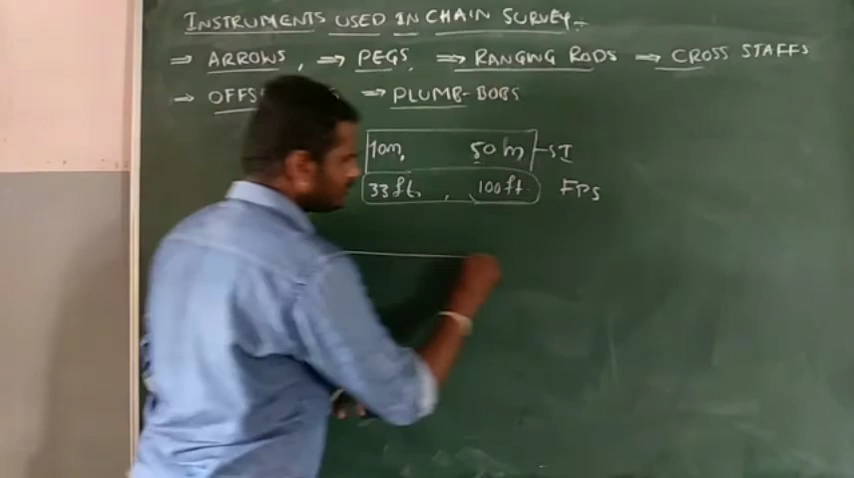 INSTRUMENTS USED IN CHAIN SURVEY:-
⇒ ARROWS, ⇒ PEGS, ⇒ RANGING RODS ⇒ CROSS STAFFS
⇒ ⇒ PLUMB-BOBS
10m, 50m SI
33ft, , 100ft FPS